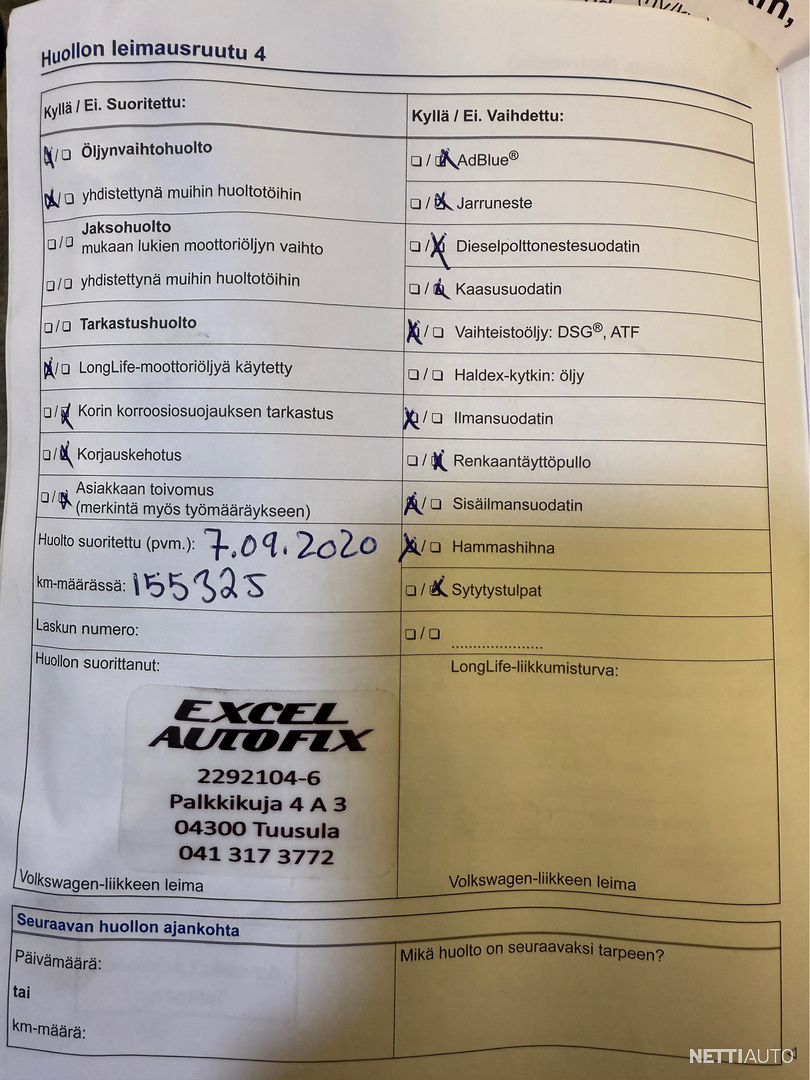 Huollon leimausruutu 4
Kyllä / Ei. Suoritettu:
☒/☐ Öljynvaihtohuolto
☒/☐ yhdistettynä muihin huoltotöihin
☐/☐ Jaksohuolto
mukaan lukien moottoriöljyn vaihto
☐/☐ yhdistettynä muihin huoltotöihin
☐/☐ Tarkastushuolto
☒/☐ LongLife-moottoriöljyä käytetty
☐/☒ Korin korroosiosuojauksen tarkastus
☐/☒ Korjauskehotus
☐/☒ Asiakkaan toivomus
(merkintä myös työmääräykseen)
Huolto suoritettu (pvm.): 7.09.2020
km-määrässä: 155325
Laskun numero:
Huollon suorittanut:
EXCEL
AUTOFIX
2292104-6
Palkkikuja 4 A 3
04300 Tuusula
041 317 3772
Volkswagen-liikkeen leima
Kyllä / Ei. Vaihdettu:
☐/☒ AdBlue®
☐/☒ Jarruneste
☐/☒ Dieselpolttonestesuodatin
☐/☒ Kaasusuodatin
☒/☐ Vaihteistoöljy: DSG®, ATF
☐/☐ Haldex-kytkin: öljy
☒/☐ Ilmansuodatin
☐/☒ Renkaantäyttöpullo
☒/☐ Sisäilmansuodatin
☒/☐ Hammashihna
☐/☒ Sytytystulpat
☐/☐ .....................
LongLife-liikkumisturva:
Volkswagen-liikkeen leima
Seuraavan huollon ajankohta
Päivämäärä:
tai
km-määrä:
Mikä huolto on seuraavaksi tarpeen?
NETTIAUTO